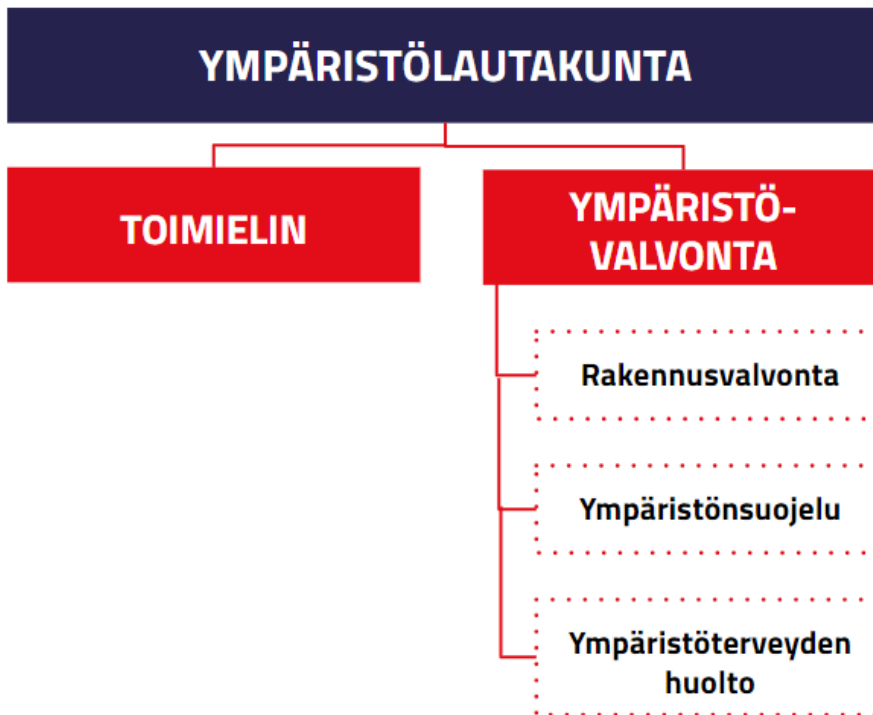 YMPÄRISTÖLAUTAKUNTA
TOIMIELIN
YMPÄRISTÖ-
VALVONTA
Rakennusvalvonta
Ympäristönsuojelu
Ympäristöterveyden
huolto